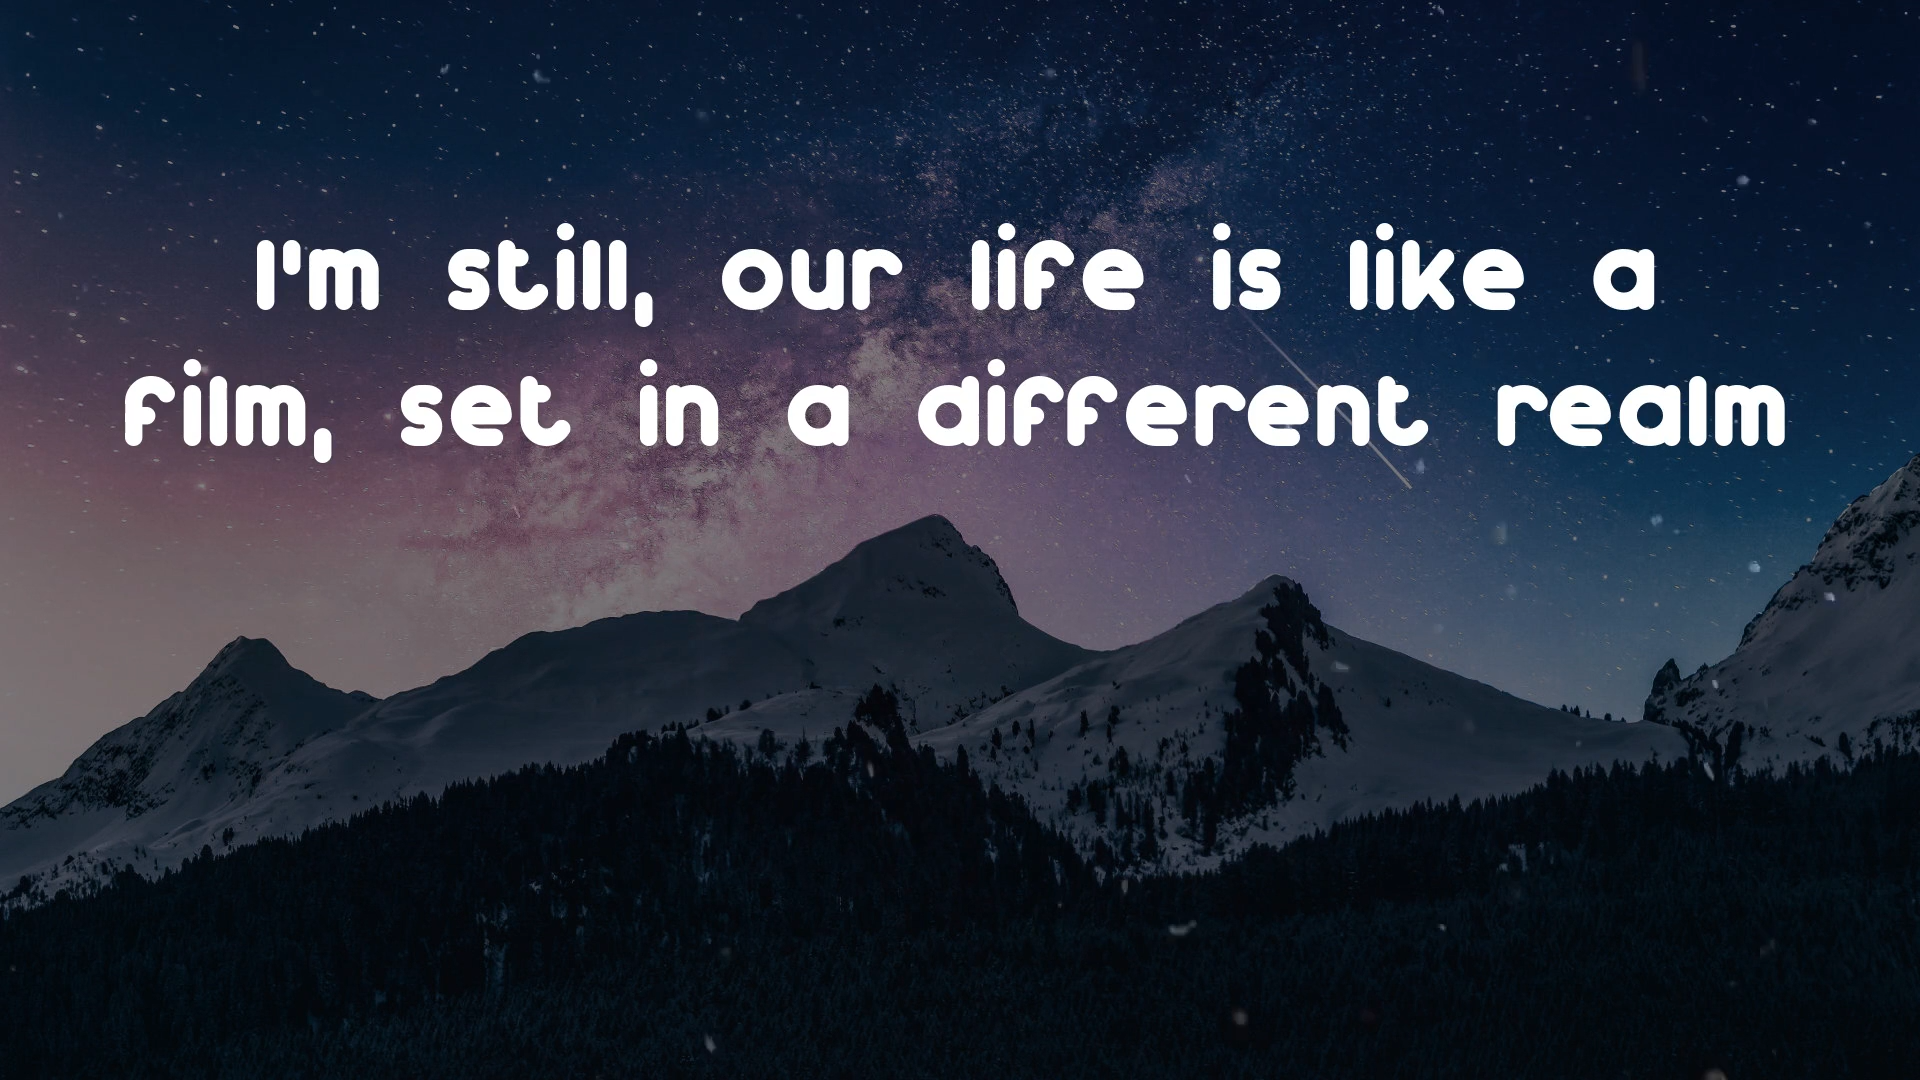 I'm still, our life is like a
film, set in a different realm